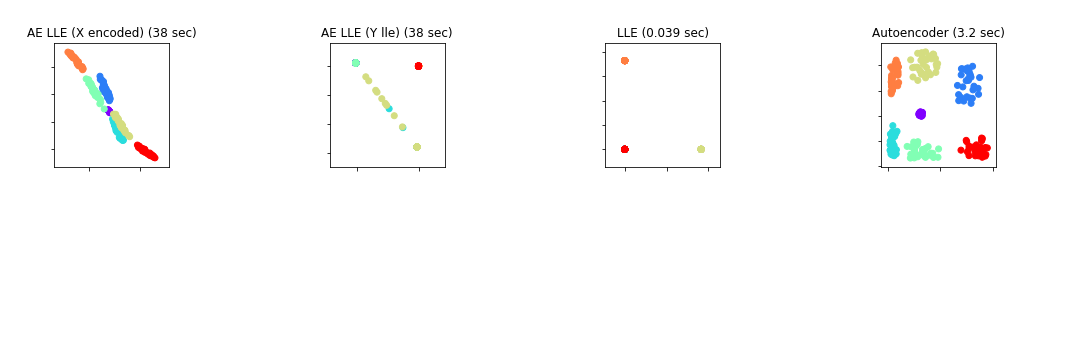 AE LLE (X encoded) (38 sec)
AE LLE (Y lle) (38 sec)
LLE (0.039 sec)
Autoencoder (3.2 sec)